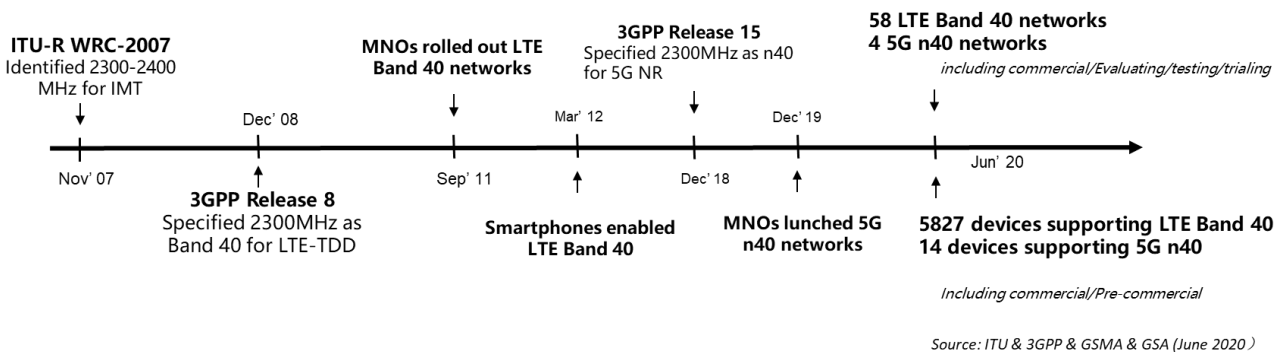 ITU-R WRC-2007
Identified 2300-2400
MHz for IMT
Nov' 07
Dec' 08
3GPP Release 8
Specified 2300MHz as
Band 40 for LTE-TDD
MNOs rolled out LTE
Band 40 networks
Sep' 11
Mar' 12
Smartphones enabled
LTE Band 40
3GPP Release 15
Specified 2300MHz as n40
for 5G NR
Dec' 18
Dec' 19
MNOs lunched 5G
n40 networks
58 LTE Band 40 networks
4 5G n40 networks
including commercial/Evaluating/testing/trialing
Jun' 20
5827 devices supporting LTE Band 40
14 devices supporting 5G n40
Including commercial/Pre-commercial
Source: ITU & 3GPP & GSMA & GSA (June 2020）